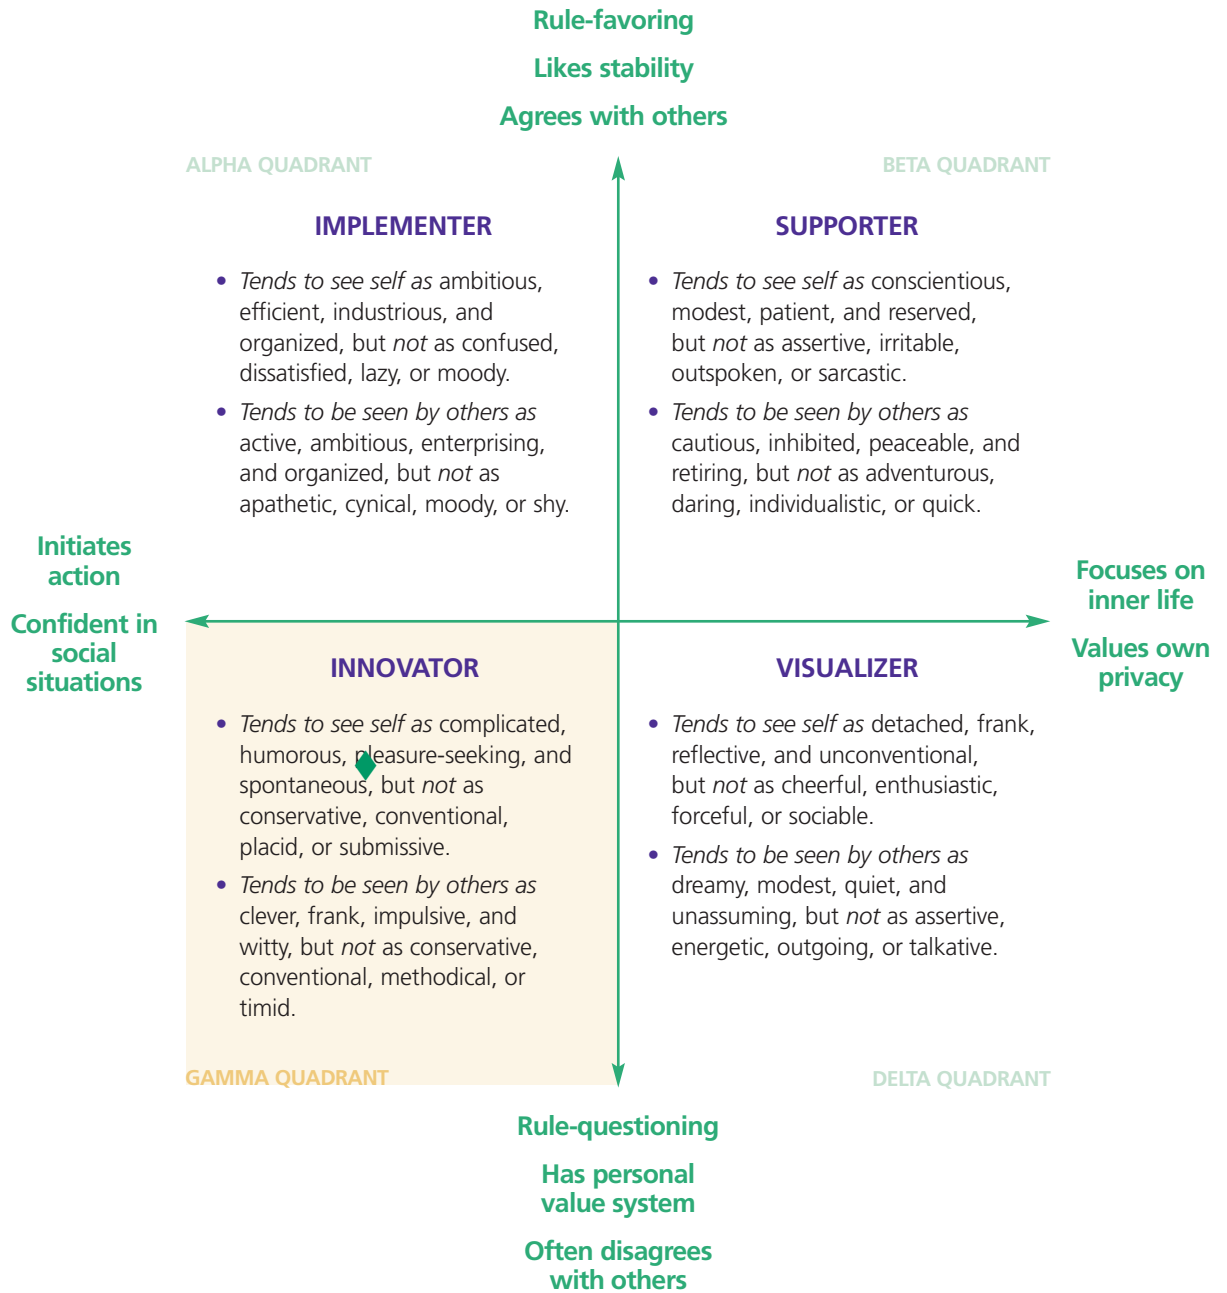 Rule-favoring
Likes stability
Agrees with others
ALPHA QUADRANT
BETA QUADRANT
IMPLEMENTER
• Tends to see self as ambitious,
efficient, industrious, and
organized, but not as confused,
dissatisfied, lazy, or moody.
• Tends to be seen by others as
active, ambitious, enterprising,
and organized, but not as
apathetic, cynical, moody, or shy.
SUPPORTER
• Tends to see self as conscientious,
modest, patient, and reserved,
but not as assertive, irritable,
outspoken, or sarcastic.
• Tends to be seen by others as
cautious, inhibited, peaceable, and
retiring, but not as adventurous,
daring, individualistic, or quick.
Initiates
action
Confident in
social
situations
Focuses on
inner life
Values own
privacy
INNOVATOR
• Tends to see self as complicated,
humorous, pleasure-seeking, and
spontaneous, but not as
conservative, conventional,
placid, or submissive.
• Tends to be seen by others as
clever, frank, impulsive, and
witty, but not as conservative,
conventional, methodical, or
timid.
VISUALIZER
• Tends to see self as detached, frank,
reflective, and unconventional,
but not as cheerful, enthusiastic,
forceful, or sociable.
• Tends to be seen by others as
dreamy, modest, quiet, and
unassuming, but not as assertive,
energetic, outgoing, or talkative.
GAMMA QUADRANT
DELTA QUADRANT
Rule-questioning
Has personal
value system
Often disagrees
with others